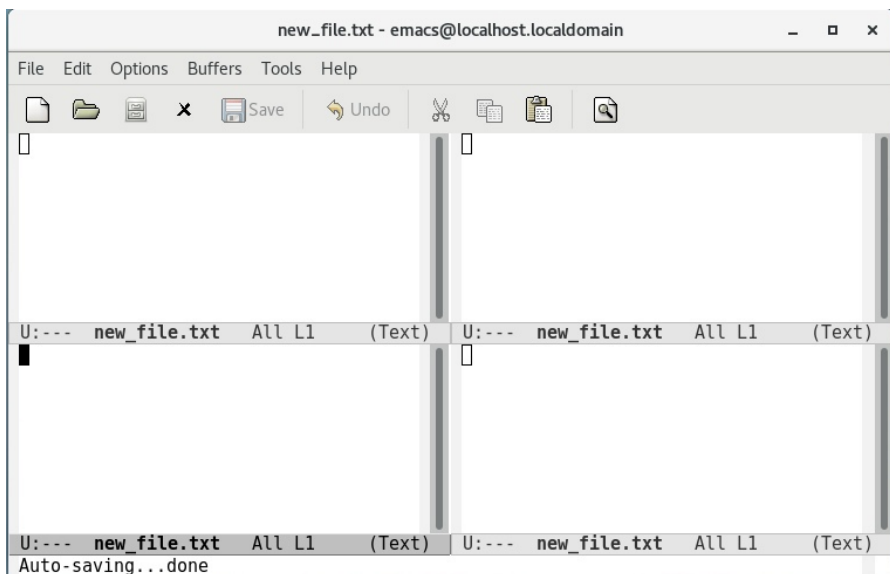 new_file.txt - emacs@localhost.localdomain
File Edit Options Buffers Tools Help
Save Undo
U:--- new_file.txt All L1 (Text)
U:--- new_file.txt All L1 (Text)
U:--- new_file.txt All L1 (Text)
U:--- new_file.txt All L1 (Text)
Auto-saving...done